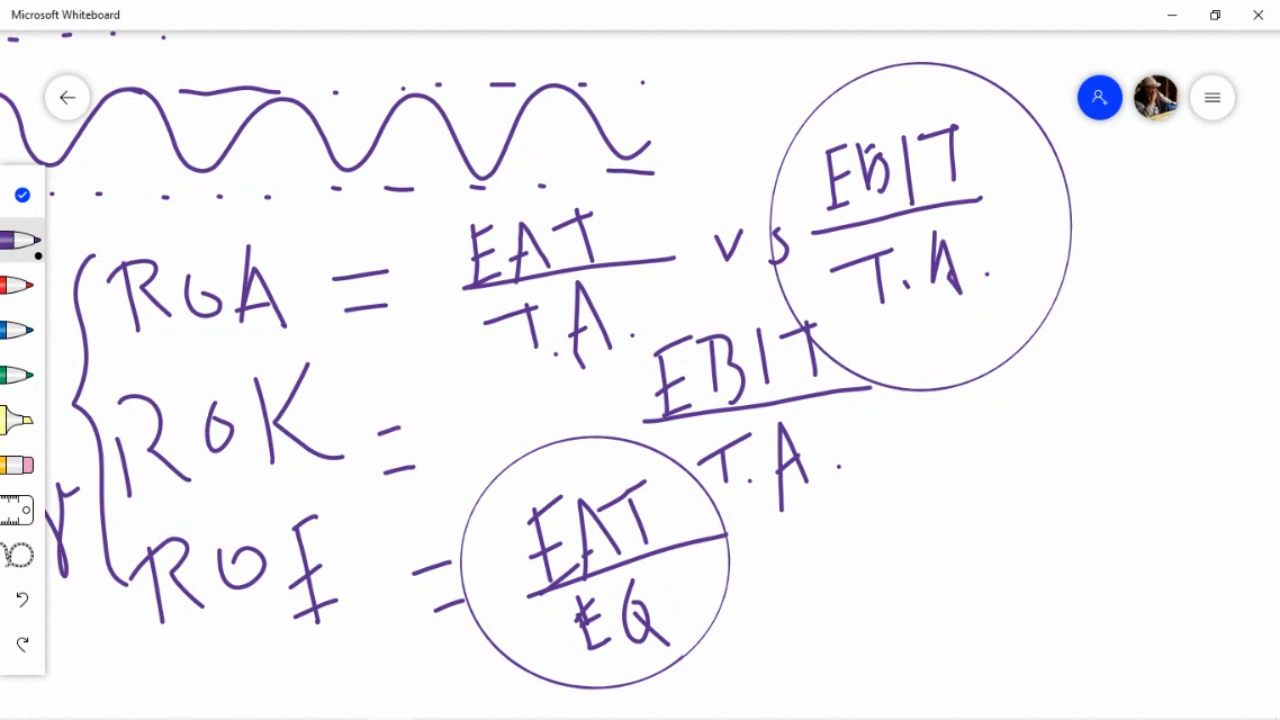 Microsoft Whiteboard
ROA = EAT / T.A. vs EBIT / T.A.
ROK = EBIT / T.A.
r
ROE = EAT / EQ